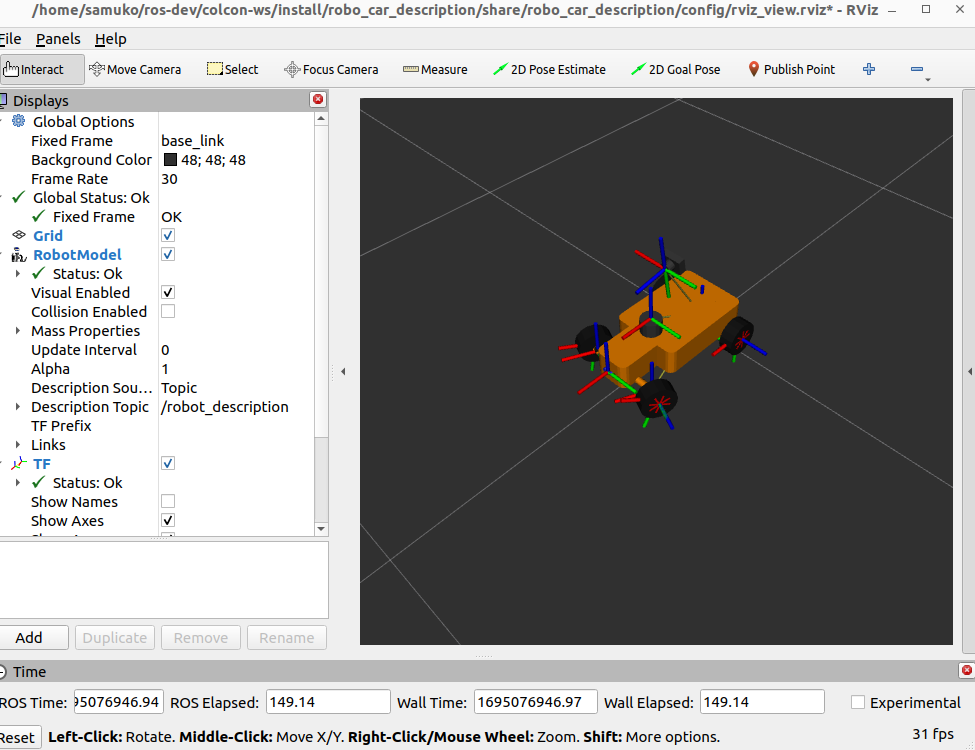 /home/samuko/ros-dev/colcon-ws/install/robo_car_description/share/robo_car_description/config/rviz_view.rviz* - RViz
File Panels Help
Interact Move Camera Select Focus Camera Measure 2D Pose Estimate 2D Goal Pose Publish Point
Displays
Global Options
Fixed Frame base_link
Background Color 48; 48; 48
Frame Rate 30
Global Status: Ok
Fixed Frame OK
Grid
RobotModel
Status: Ok
Visual Enabled
Collision Enabled
Mass Properties
Update Interval 0
Alpha 1
Description Sou... Topic
Description Topic /robot_description
TF Prefix
Links
TF
Status: Ok
Show Names
Show Axes
Add Duplicate Remove Rename
Time
ROS Time: 95076946.94 ROS Elapsed: 149.14 Wall Time: 1695076946.97 Wall Elapsed: 149.14 Experimental
Reset Left-Click: Rotate. Middle-Click: Move X/Y. Right-Click/Mouse Wheel: Zoom. Shift: More options. 31 fps